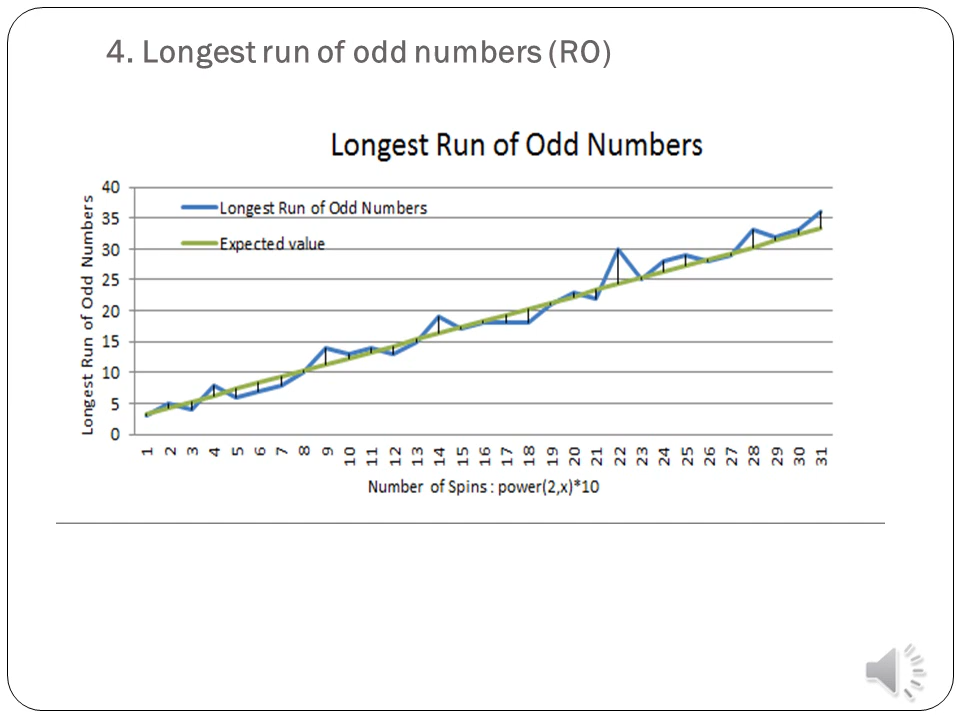 4. Longest run of odd numbers (RO)
Longest Run of Odd Numbers
Longest Run of Odd Numbers
40
35
30
25
20
15
10
5
0
Longest Run of Odd Numbers
Expected value
1 2 3 4 5 6 7 8 9 10 11 12 13 14 15 16 17 18 19 20 21 22 23 24 25 26 27 28 29 30 31
Number of Spins : power(2,x)*10